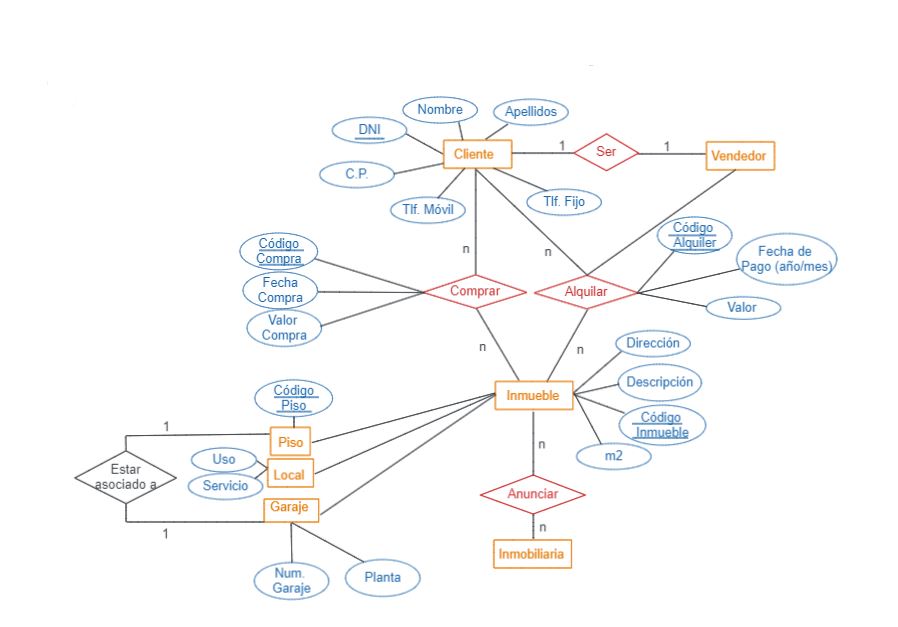 Nombre
Apellidos
DNI
Cliente
1
Ser
1
Vendedor
C.P.
Tlf. Móvil
Tlf. Fijo
Código
Alquiler
Código
Compra
n
n
Fecha de
Pago (año/mes)
Fecha
Compra
Comprar
Alquilar
Valor
Valor
Compra
n
n
Dirección
Descripción
Código
Piso
Inmueble
Código
Inmueble
1
Piso
n
m2
Uso
Estar
asociado a
Local
Servicio
Anunciar
Garaje
1
n
Inmobiliaria
Num.
Garaje
Planta